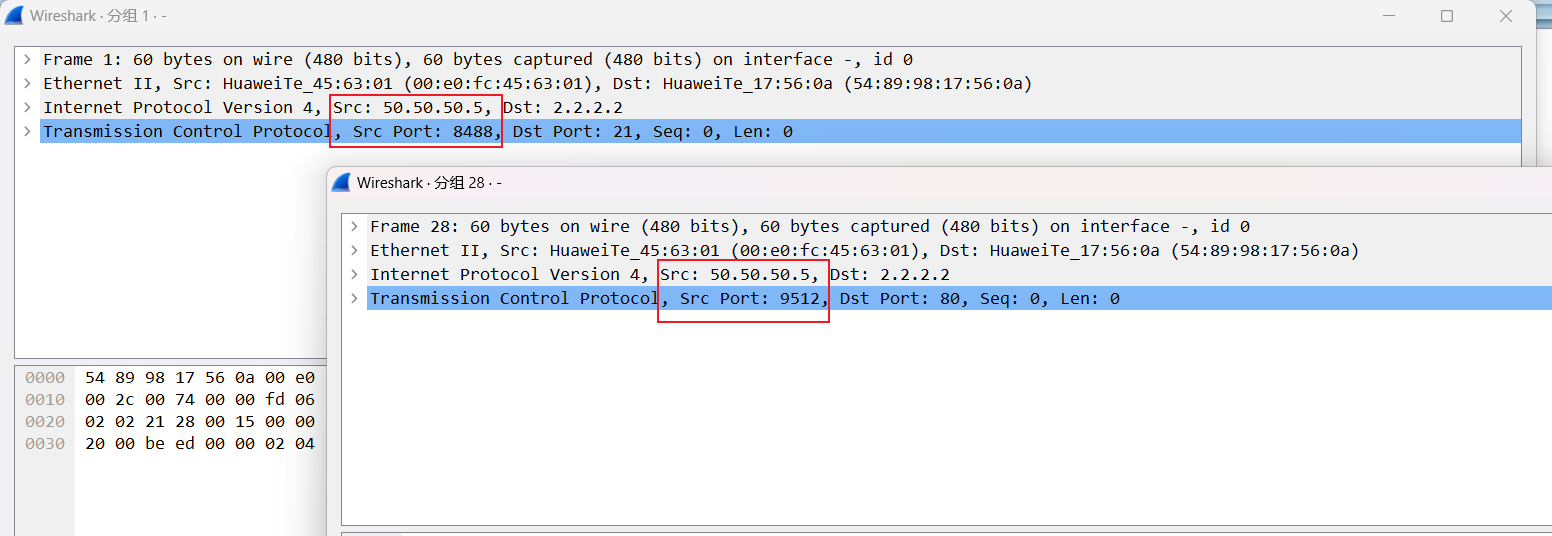 Wireshark · 分组 1 · -
Frame 1: 60 bytes on wire (480 bits), 60 bytes captured (480 bits) on interface -, id 0
Ethernet II, Src: HuaweiTe_45:63:01 (00:e0:fc:45:63:01), Dst: HuaweiTe_17:56:0a (54:89:98:17:56:0a)
Internet Protocol Version 4, Src: 50.50.50.5, Dst: 2.2.2.2
Transmission Control Protocol, Src Port: 8488, Dst Port: 21, Seq: 0, Len: 0
0000 54 89 98 17 56 0a 00 e0
0010 00 2c 00 74 00 00 fd 06
0020 02 02 21 28 00 15 00 00
0030 20 00 be ed 00 00 02 04
Wireshark · 分组 28 · -
Frame 28: 60 bytes on wire (480 bits), 60 bytes captured (480 bits) on interface -, id 0
Ethernet II, Src: HuaweiTe_45:63:01 (00:e0:fc:45:63:01), Dst: HuaweiTe_17:56:0a (54:89:98:17:56:0a)
Internet Protocol Version 4, Src: 50.50.50.5, Dst: 2.2.2.2
Transmission Control Protocol, Src Port: 9512, Dst Port: 80, Seq: 0, Len: 0